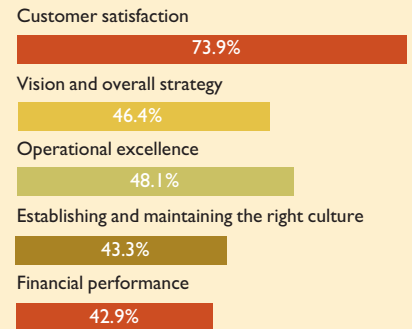 Customer satisfaction
73.9%
Vision and overall strategy
46.4%
Operational excellence
48.1%
Establishing and maintaining the right culture
43.3%
Financial performance
42.9%